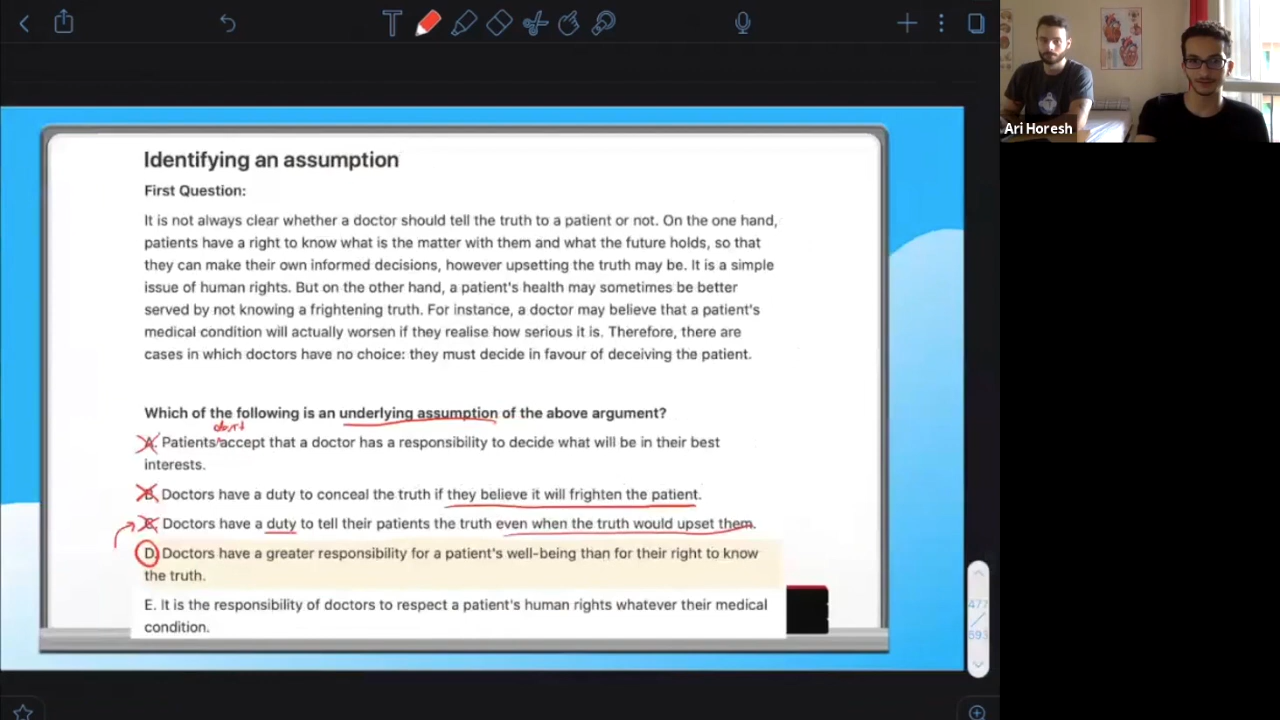 Ari Horesh
Identifying an assumption
First Question:
It is not always clear whether a doctor should tell the truth to a patient or not. On the one hand,
patients have a right to know what is the matter with them and what the future holds, so that
they can make their own informed decisions, however upsetting the truth may be. It is a simple
issue of human rights. But on the other hand, a patient's health may sometimes be better
served by not knowing a frightening truth. For instance, a doctor may believe that a patient's
medical condition will actually worsen if they realise how serious it is. Therefore, there are
cases in which doctors have no choice: they must decide in favour of deceiving the patient.
Which of the following is an underlying assumption of the above argument?
A. Patients accept that a doctor has a responsibility to decide what will be in their best
interests.
B. Doctors have a duty to conceal the truth if they believe it will frighten the patient.
C. Doctors have a duty to tell their patients the truth even when the truth would upset them.
D. Doctors have a greater responsibility for a patient's well-being than for their right to know
the truth.
E. It is the responsibility of doctors to respect a patient's human rights whatever their medical
condition.
477
593